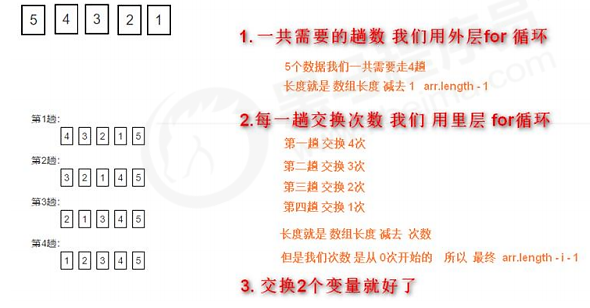 5 4 3 2 1
1. 一共需要的趟数 我们用外层for 循环
5个数据我们一共需要走4趟
长度就是 数组长度 减去 1 arr.length - 1
第1趟:
4 3 2 1 5
2.每一趟交换次数 我们 用里层 for循环
第一趟 交换 4次
第二趟 交换 3次
第三趟 交换 2次
第四趟 交换 1次
第2趟:
3 2 1 4 5
第3趟:
2 1 3 4 5
第4趟:
1 2 3 4 5
长度就是 数组长度 减去 次数
但是我们次数 是从 0次开始的 所以 最终 arr.length - i - 1
3. 交换2个变量就好了